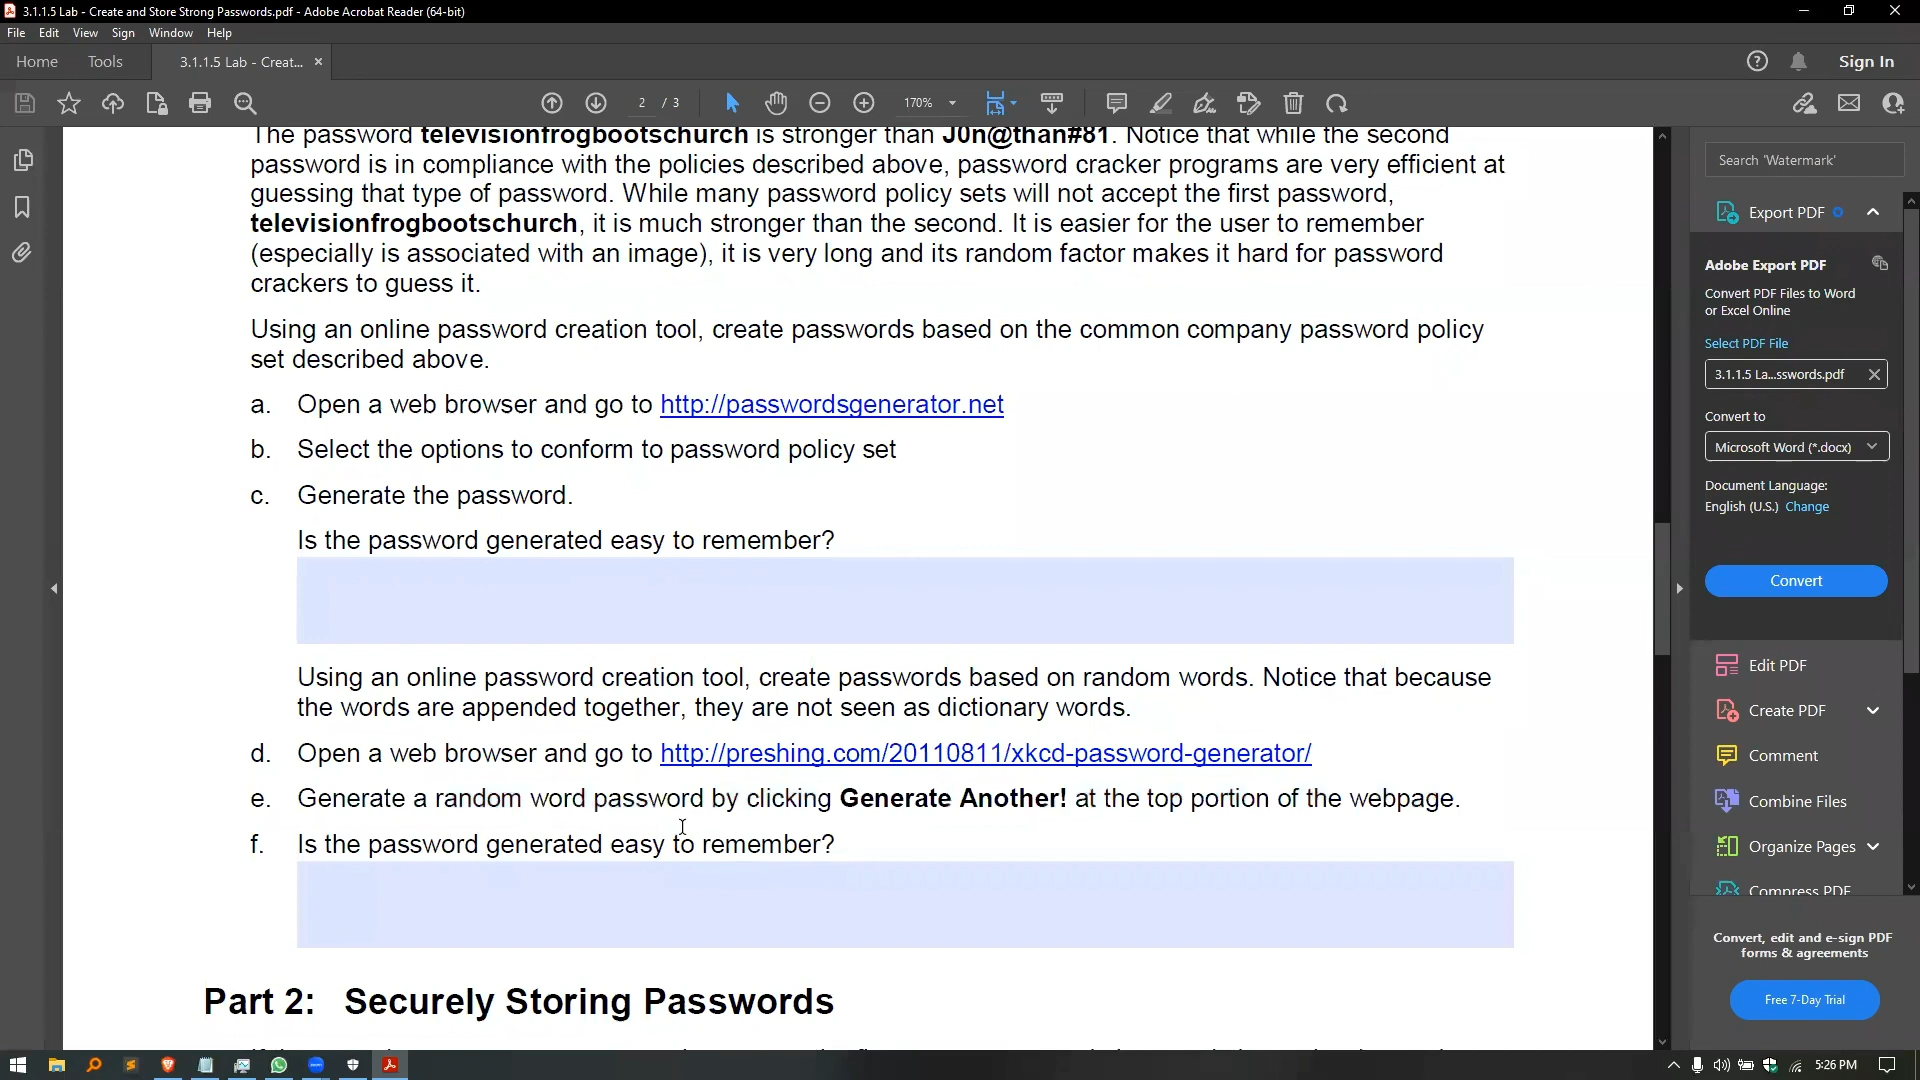 3.1.1.5 Lab - Create and Store Strong Passwords.pdf - Adobe Acrobat Reader (64-bit)
File Edit View Sign Window Help
Home Tools 3.1.1.5 Lab - Creat... × Sign In
2 / 3 170%
The password televisionfrogbootschurch is stronger than J0n@than#81. Notice that while the second
password is in compliance with the policies described above, password cracker programs are very efficient at
guessing that type of password. While many password policy sets will not accept the first password,
televisionfrogbootschurch, it is much stronger than the second. It is easier for the user to remember
(especially is associated with an image), it is very long and its random factor makes it hard for password
crackers to guess it.
Using an online password creation tool, create passwords based on the common company password policy
set described above.
a. Open a web browser and go to http://passwordsgenerator.net
b. Select the options to conform to password policy set
c. Generate the password.
Is the password generated easy to remember?
Using an online password creation tool, create passwords based on random words. Notice that because
the words are appended together, they are not seen as dictionary words.
d. Open a web browser and go to http://preshing.com/20110811/xkcd-password-generator/
e. Generate a random word password by clicking Generate Another! at the top portion of the webpage.
f. Is the password generated easy to remember?
Part 2: Securely Storing Passwords
Search 'Watermark'
Export PDF
Adobe Export PDF
Convert PDF Files to Word
or Excel Online
Select PDF File
3.1.1.5 La...sswords.pdf
Convert to
Microsoft Word (*.docx)
Document Language:
English (U.S.) Change
Convert
Edit PDF
Create PDF
Comment
Combine Files
Organize Pages
Compress PDF
Convert, edit and e-sign PDF
forms & agreements
Free 7-Day Trial
5:26 PM